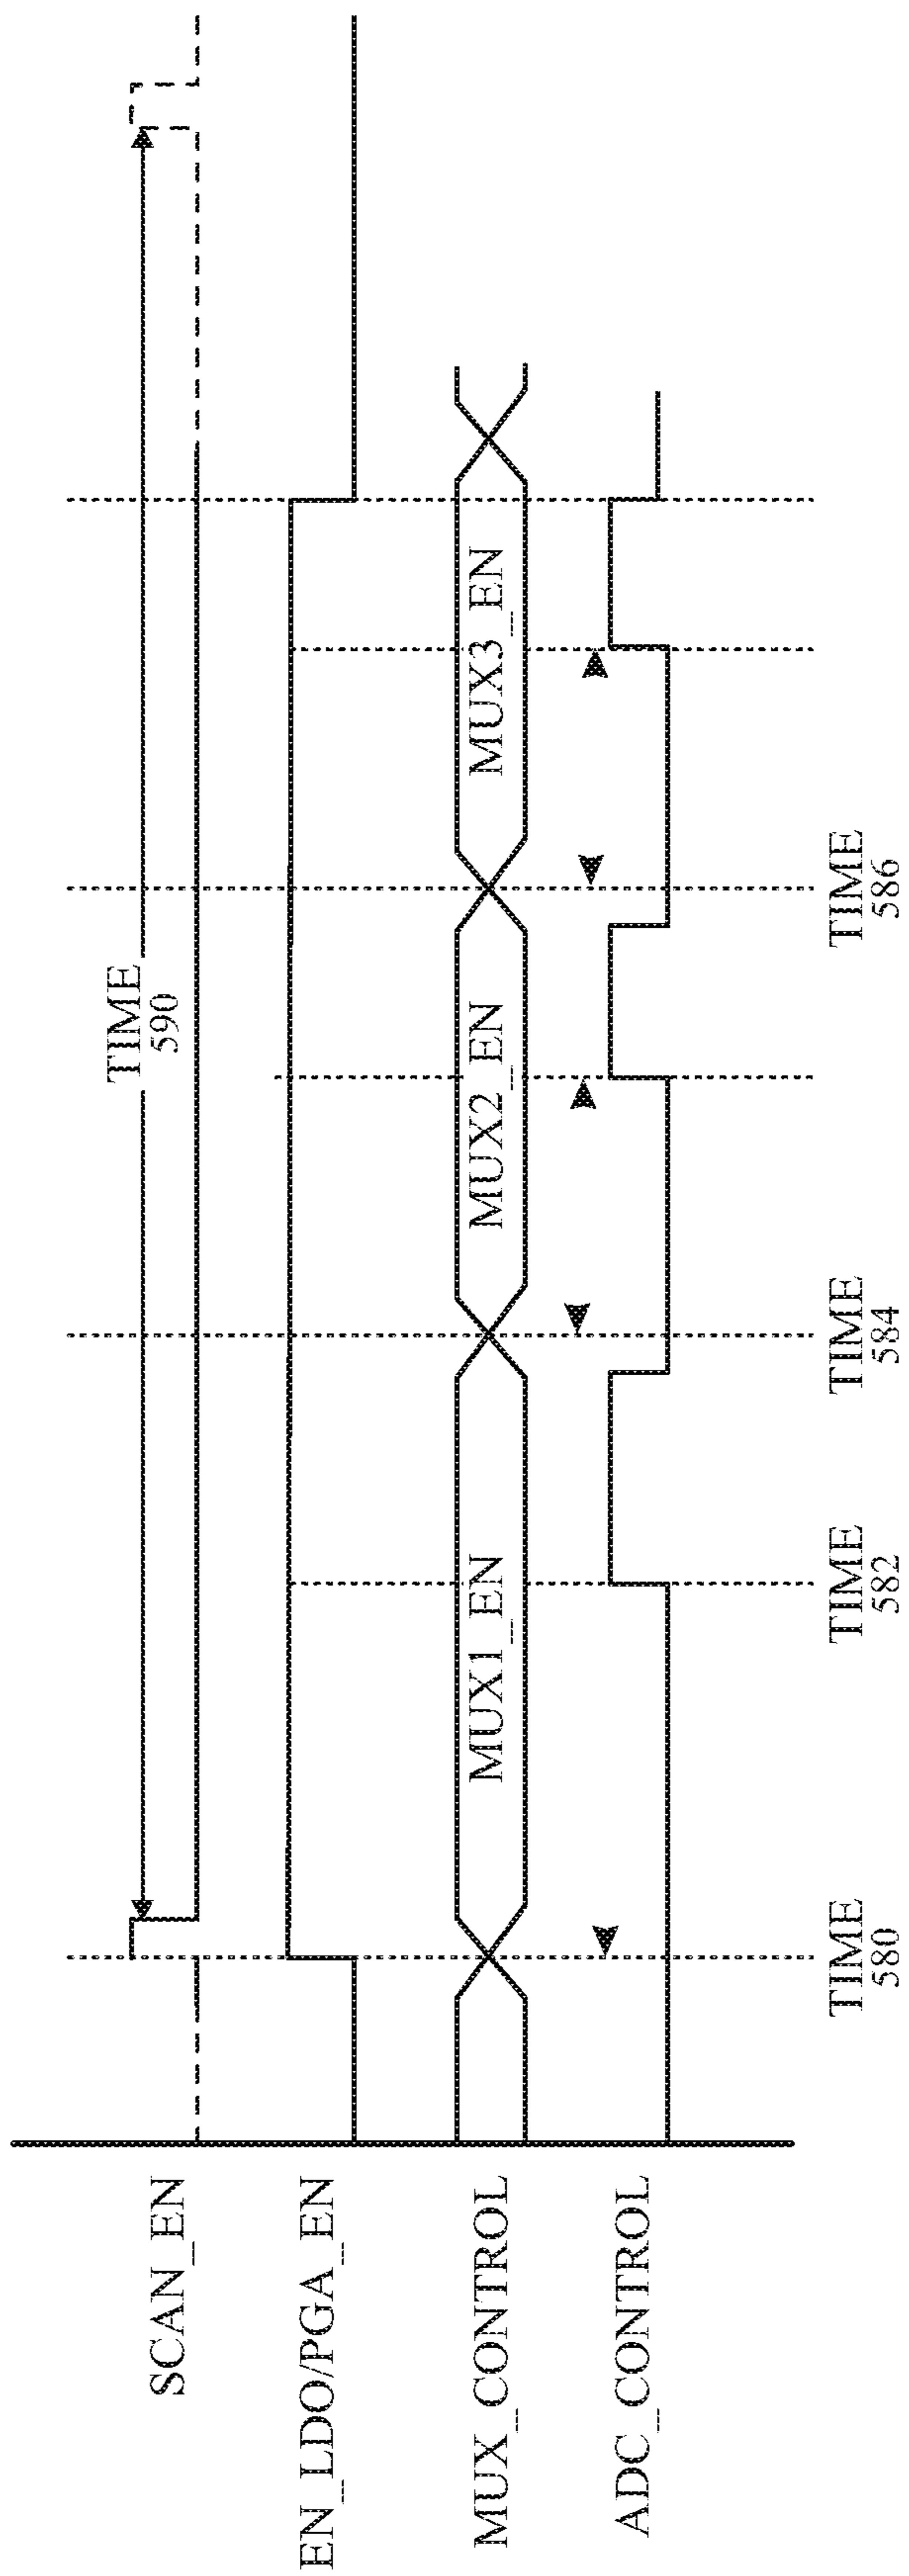 SCAN_EN
TIME
590
EN_LDO/PGA_EN
MUX_CONTROL
MUX1_EN
MUX2_EN
MUX3_EN
ADC_CONTROL
TIME
580
TIME
582
TIME
584
TIME
586